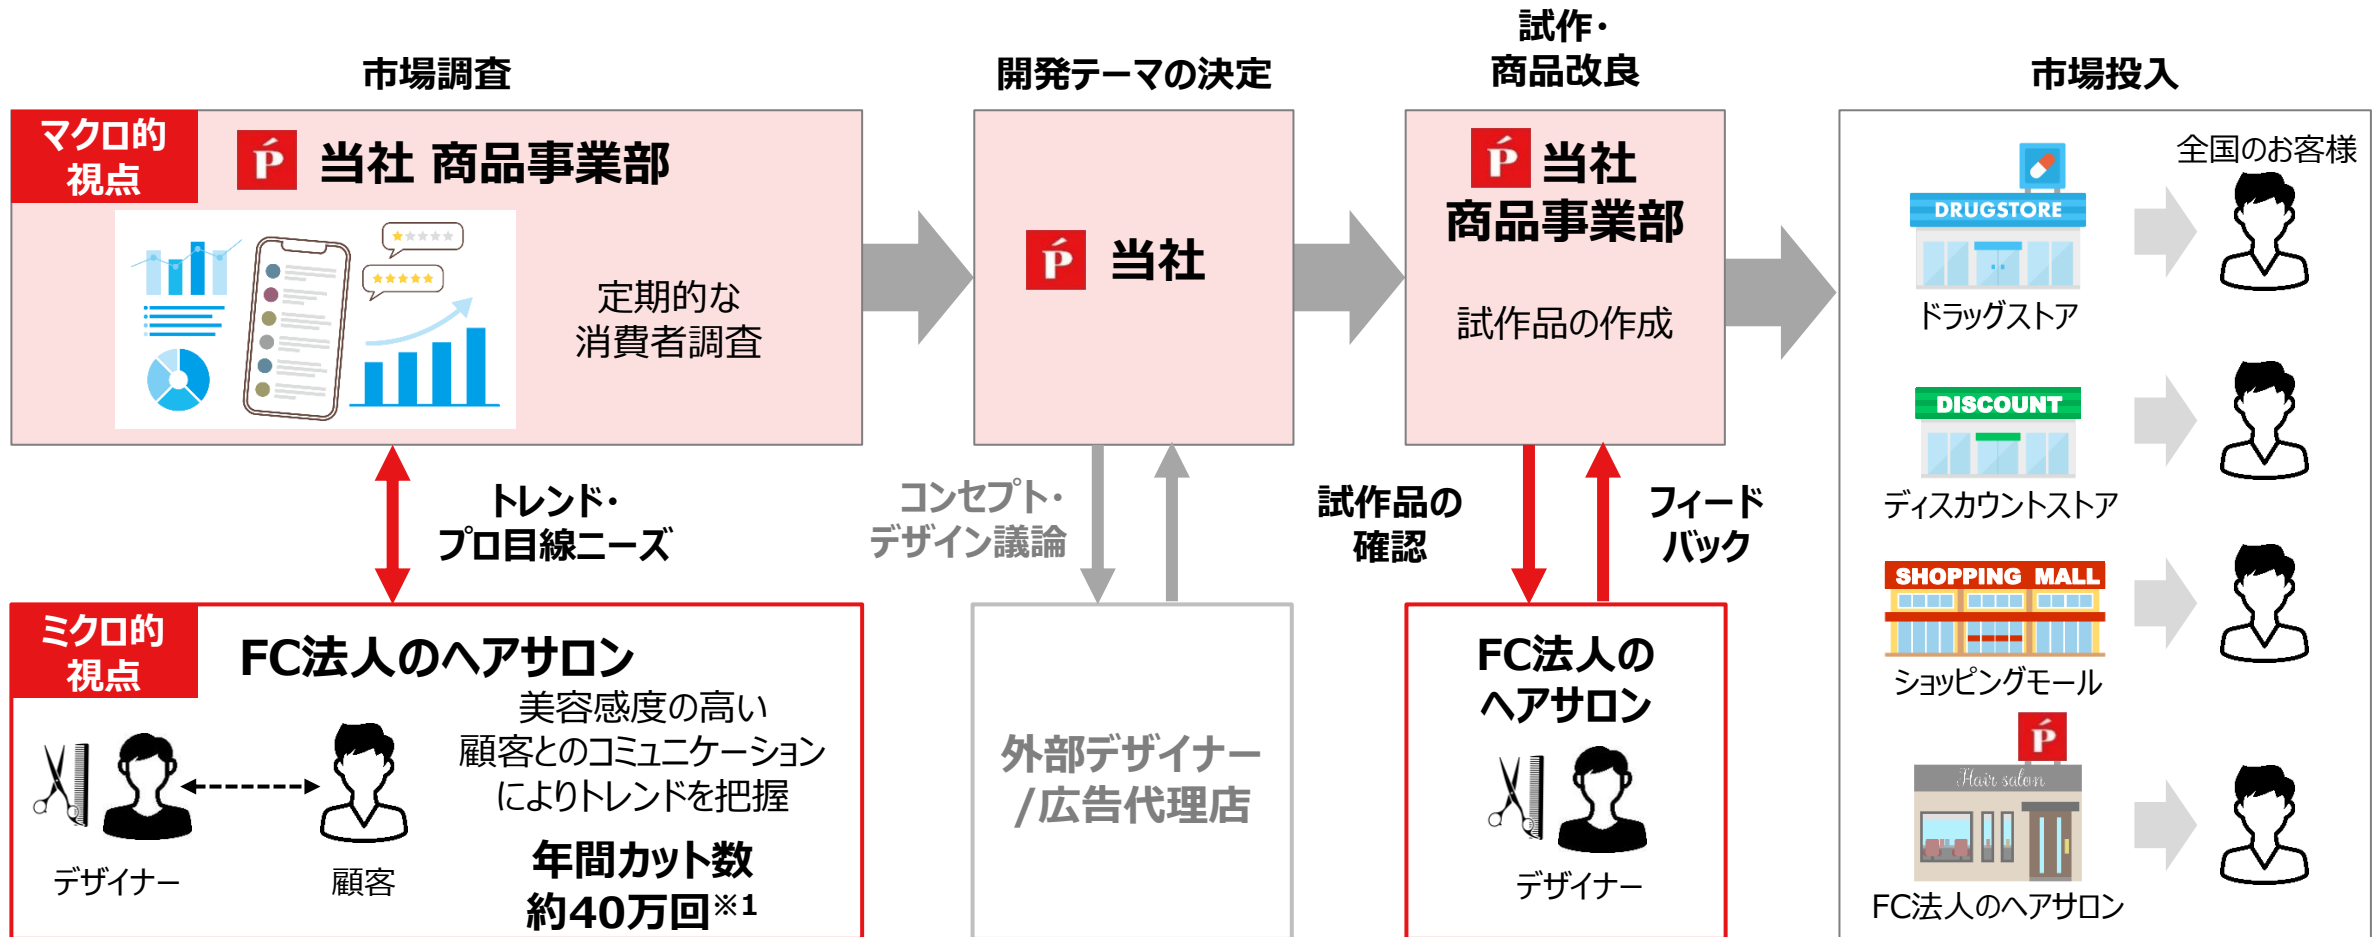 市場調査
マクロ的
視点
Ṕ 当社 商品事業部
定期的な
消費者調査
トレンド・
プロ目線ニーズ
ミクロ的
視点
FC法人のヘアサロン
美容感度の高い
顧客とのコミュニケーション
によりトレンドを把握
年間カット数
約40万回※1
デザイナー
顧客
開発テーマの決定
Ṕ 当社
コンセプト・
デザイン議論
外部デザイナー
/広告代理店
試作・
商品改良
Ṕ 当社
商品事業部
試作品の作成
試作品の
確認
フィード
バック
FC法人の
ヘアサロン
デザイナー
市場投入
全国のお客様
DRUGSTORE
ドラッグストア
DISCOUNT
ディスカウントストア
SHOPPING MALL
ショッピングモール
Ṕ
Hair salon
FC法人のヘアサロン